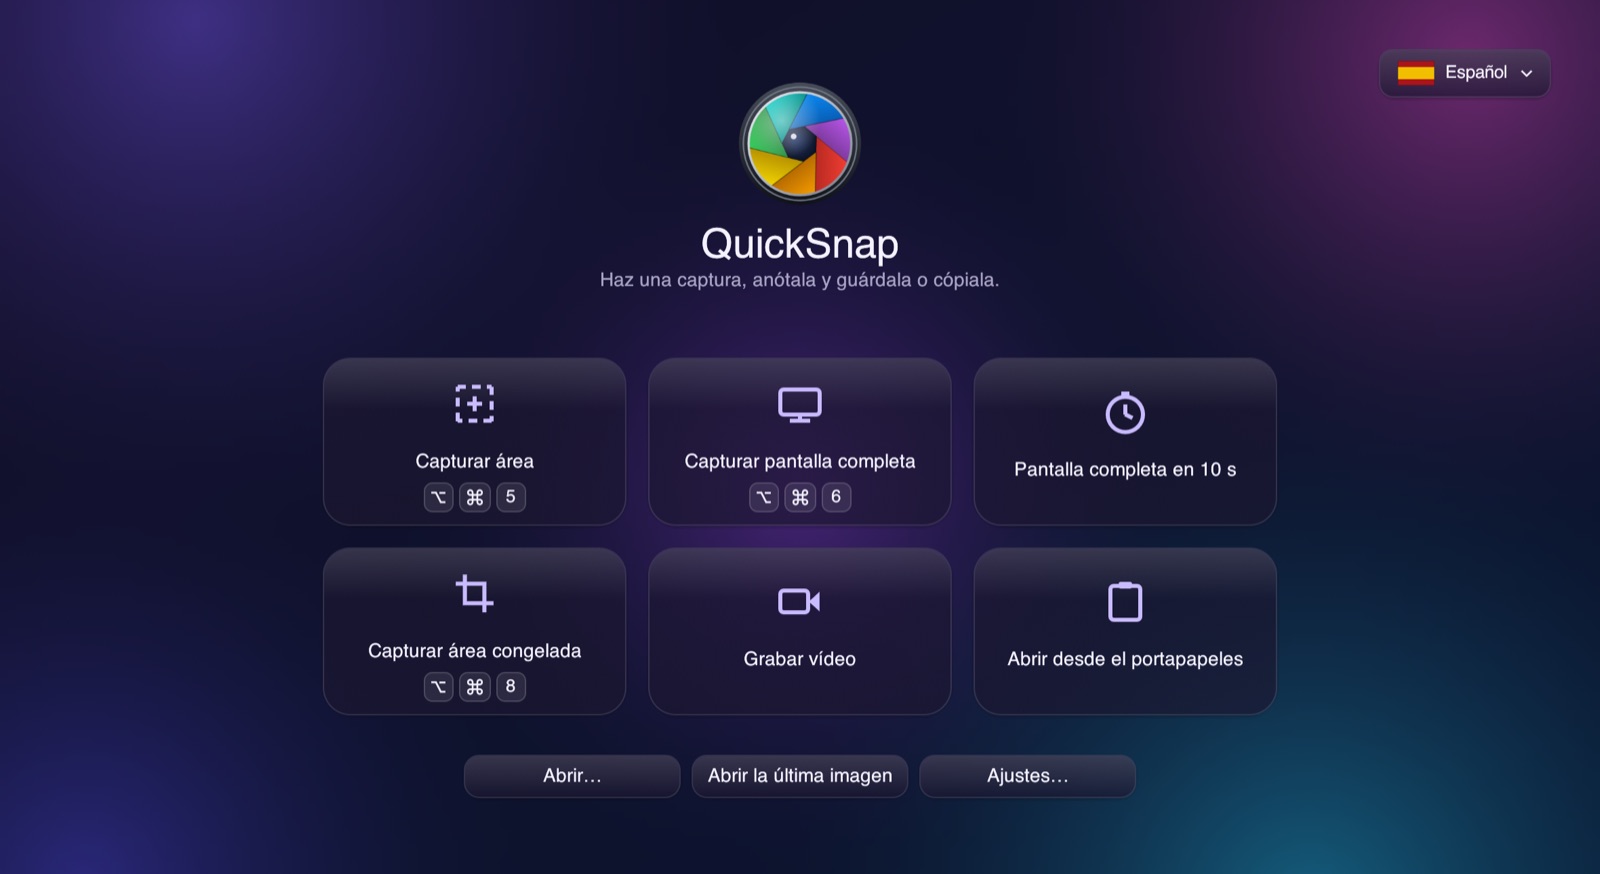 Español
QuickSnap
Haz una captura, anótala y guárdala o cópiala.
Capturar área
⌥ ⌘ 5
Capturar pantalla completa
⌥ ⌘ 6
Pantalla completa en 10 s
Capturar área congelada
⌥ ⌘ 8
Grabar vídeo
Abrir desde el portapapeles
Abrir…
Abrir la última imagen
Ajustes…